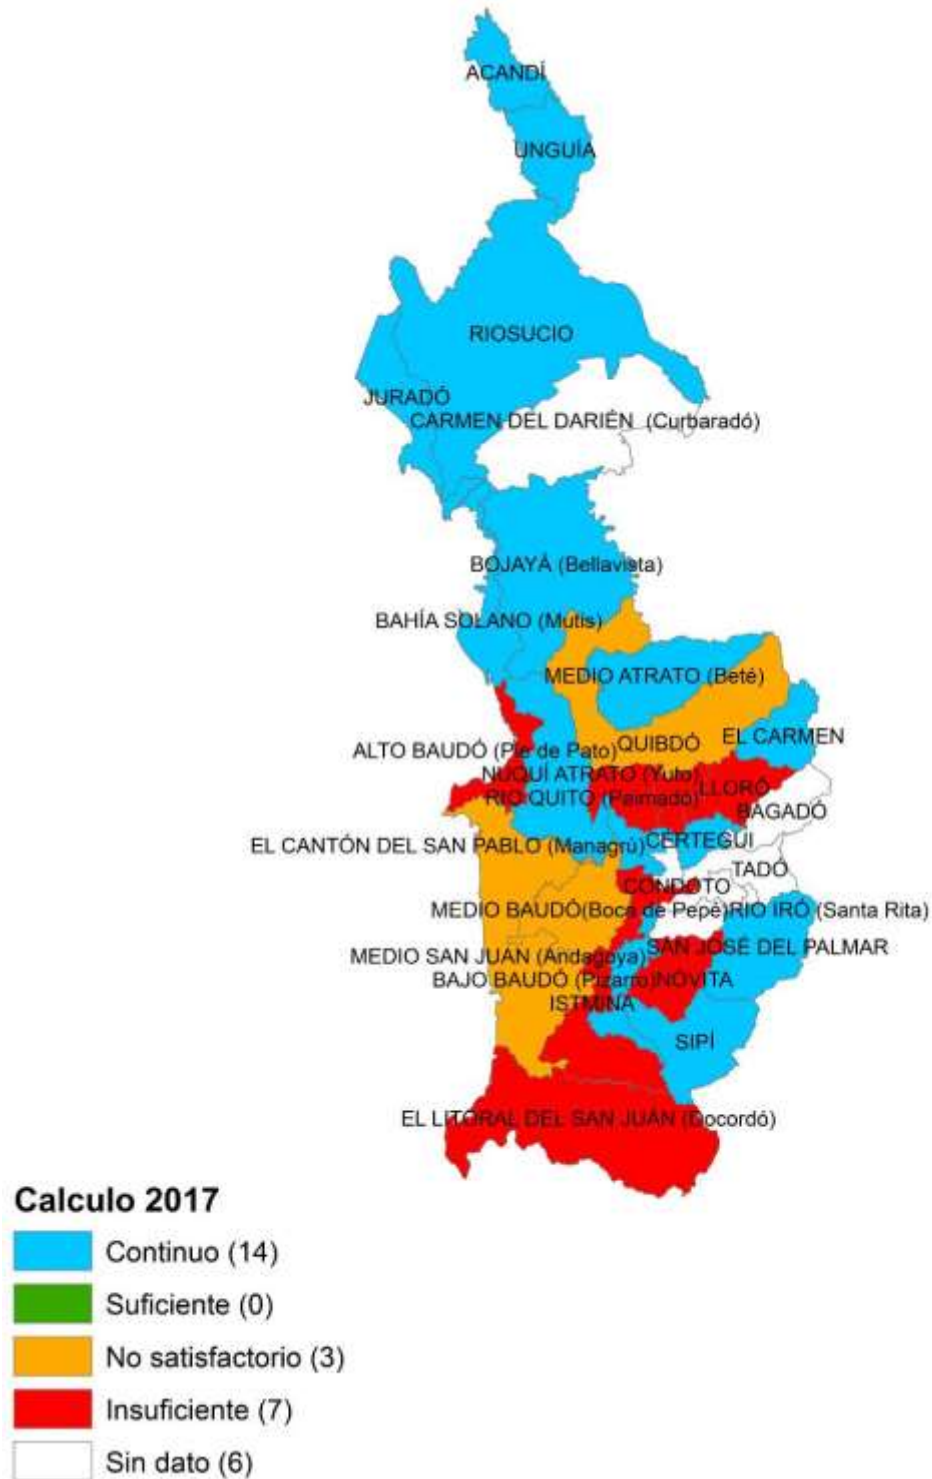 ACANDÍ
UNGUÍA
RIOSUCIO
JURADÓ
CARMEN DEL DARIÉN (Curbaradó)
BOJAYÁ (Bellavista)
BAHÍA SOLANO (Mutis)
MEDIO ATRATO (Beté)
QUIBDÓ
EL CARMEN
ALTO BAUDÓ (Pie de Pato)
NUQUÍ ATRATO (Yuto)
LLORÓ
RIO QUITO (Paimadó)
BAGADÓ
EL CANTÓN DEL SAN PABLO (Managrú)
CÉRTEGUI
TADÓ
CONDOTO
MEDIO BAUDÓ(Boca de Pepé)
RIO IRÓ (Santa Rita)
SAN JOSÉ DEL PALMAR
MEDIO SAN JUAN (Andagoya)
BAJO BAUDÓ (Pizarro)
NOVITA
ISTMINA
SIPÍ
EL LITORAL DEL SAN JUÁN (Docordó)
Calculo 2017
Continuo (14)
Suficiente (0)
No satisfactorio (3)
Insuficiente (7)
Sin dato (6)